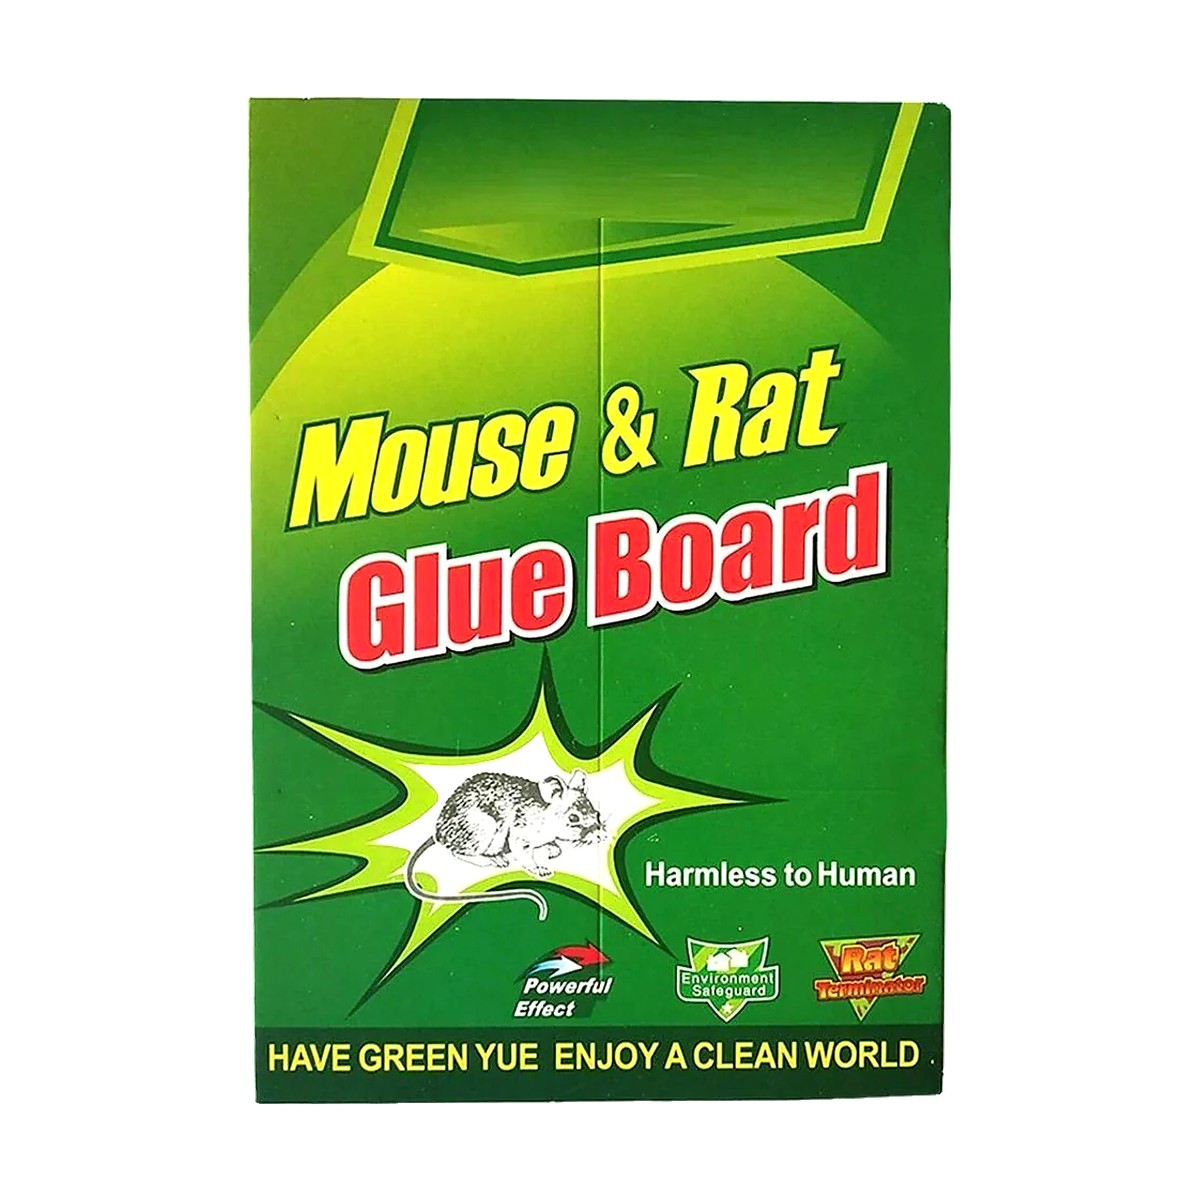 Mouse & Rat
Glue Board
Harmless to Human
Powerful
Effect
Environment
Safeguard
Rat
Terminator
HAVE GREEN YUE ENJOY A CLEAN WORLD